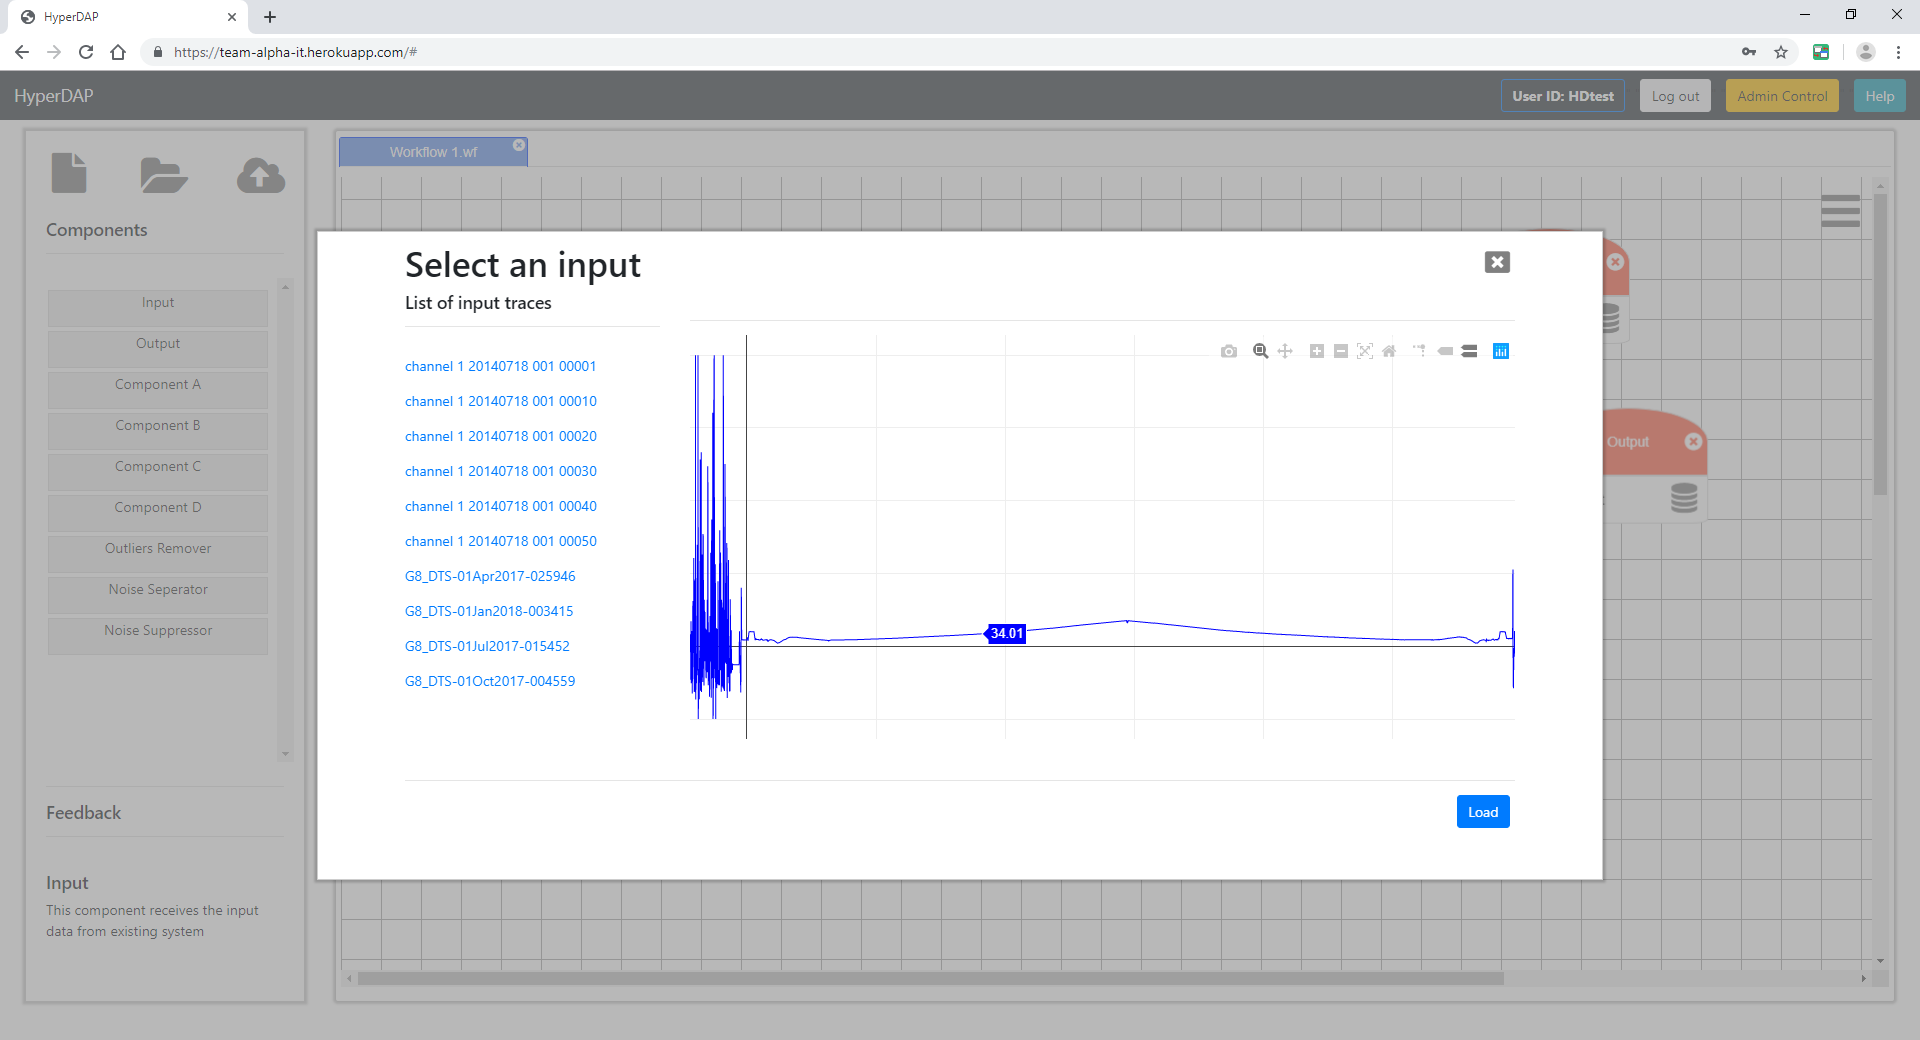 HyperDAP
https://team-alpha-it.herokuapp.com/#
HyperDAP
User ID: HDtest
Log out
Admin Control
Help
Workflow 1.wf
Components
Input
Output
Component A
Component B
Component C
Component D
Outliers Remover
Noise Seperator
Noise Suppressor
Feedback
Input
This component receives the input
data from existing system
Select an input
List of input traces
channel 1 20140718 001 00001
channel 1 20140718 001 00010
channel 1 20140718 001 00020
channel 1 20140718 001 00030
channel 1 20140718 001 00040
channel 1 20140718 001 00050
G8_DTS-01Apr2017-025946
G8_DTS-01Jan2018-003415
G8_DTS-01Jul2017-015452
G8_DTS-01Oct2017-004559
34.01
Load
Output